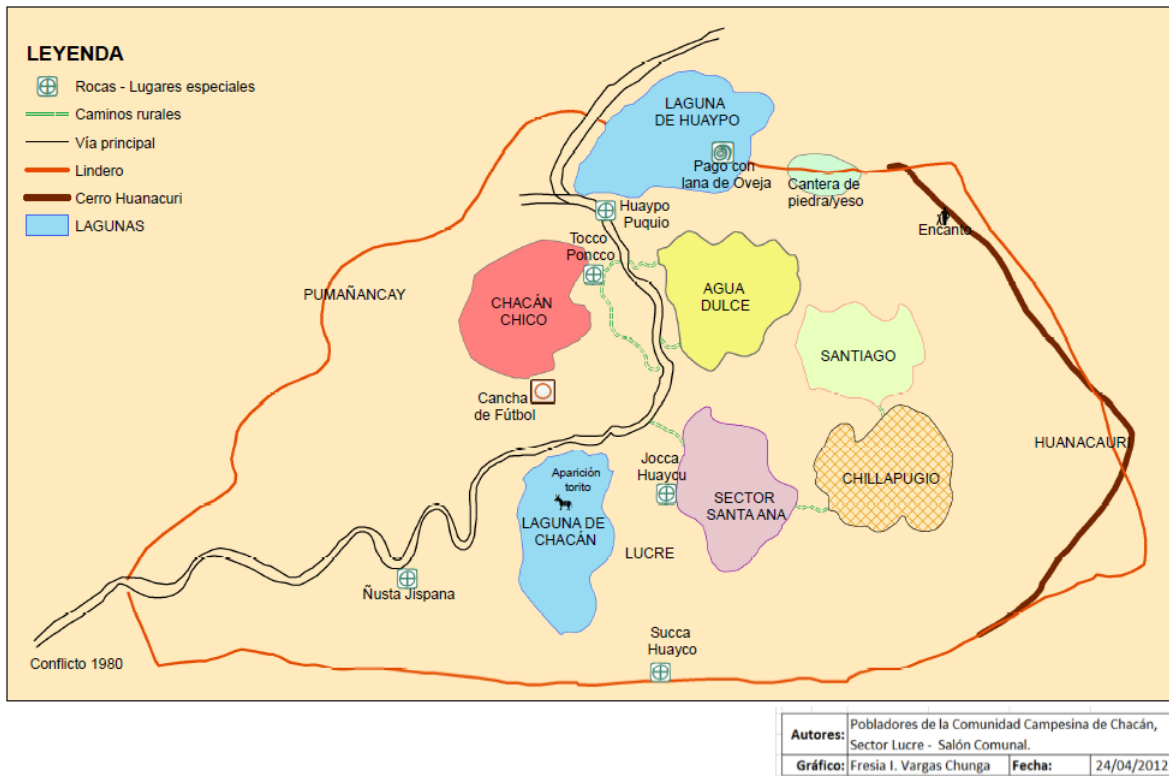 LEYENDA
Rocas - Lugares especiales
Caminos rurales
Vía principal
Lindero
Cerro Huanacuri
LAGUNAS
LAGUNA
DE HUAYPO
Pago con
lana de Oveja
Cantera de
piedra/yeso
Encanto
Huaypo
Puquio
Tocco
Poncco
PUMAÑANCAY
CHACÁN
CHICO
AGUA
DULCE
SANTIAGO
Cancha
de Fútbol
HUANACAURI
Jocca
Huaycu
Aparición
torito
LAGUNA DE
CHACÁN
SECTOR
SANTA ANA
CHILLAPUGIO
LUCRE
Ñusta Jispana
Succa
Huayco
Conflicto 1980
Autores: Pobladores de la Comunidad Campesina de Chacán,
Sector Lucre - Salón Comunal.
Gráfico: Fresia I. Vargas Chunga Fecha: 24/04/2012